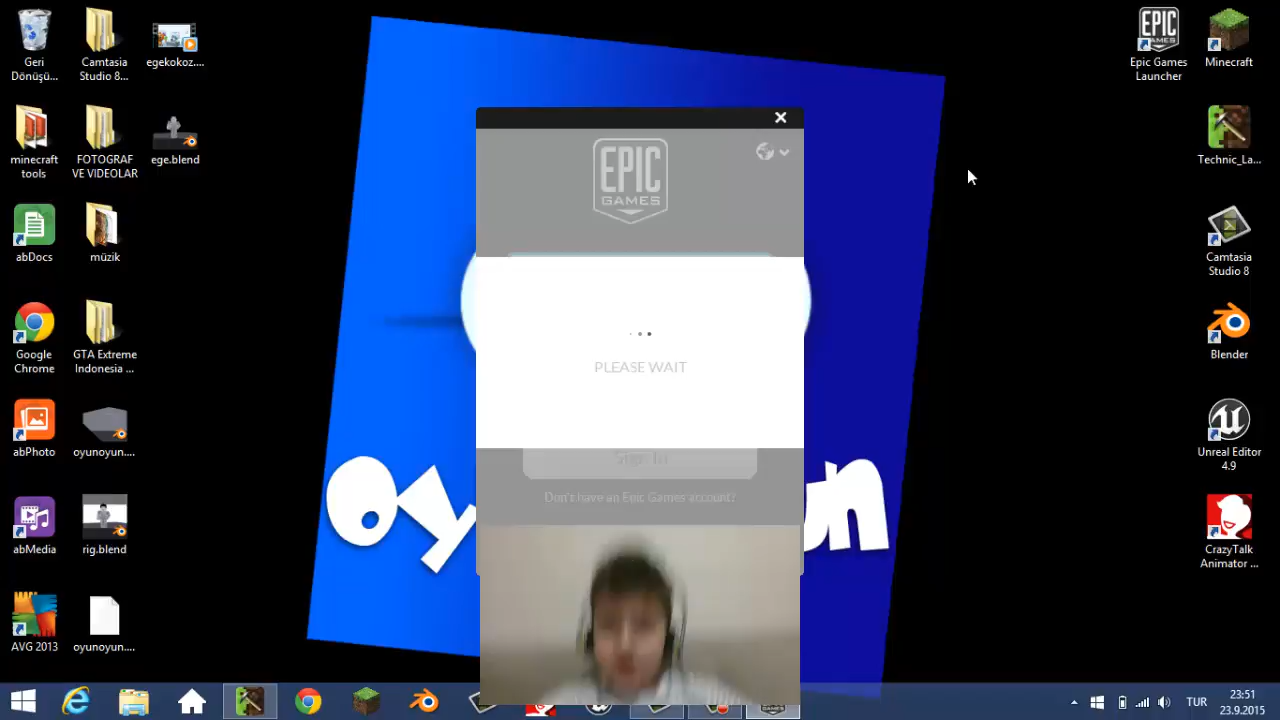 Geri
Dönüşü...
Camtasia
Studio 8...
egekokoz....
EPIC
GAMES
Epic Games
Launcher
Minecraft
minecraft
tools
FOTOGRAF
VE VIDEOLAR
ege.blend
EPIC
GAMES
Technic_La...
abDocs
müzik
Camtasia
Studio 8
PLEASE WAIT
Google
Chrome
GTA Extreme
Indonesia ...
Blender
abPhoto
oyunoyun....
Sign In
Don't have an Epic Games account?
Unreal Editor
4.9
abMedia
rig.blend
CrazyTalk
Animator ...
AVG 2013
oyunoyun....
TUR
23:51
23.9.2015